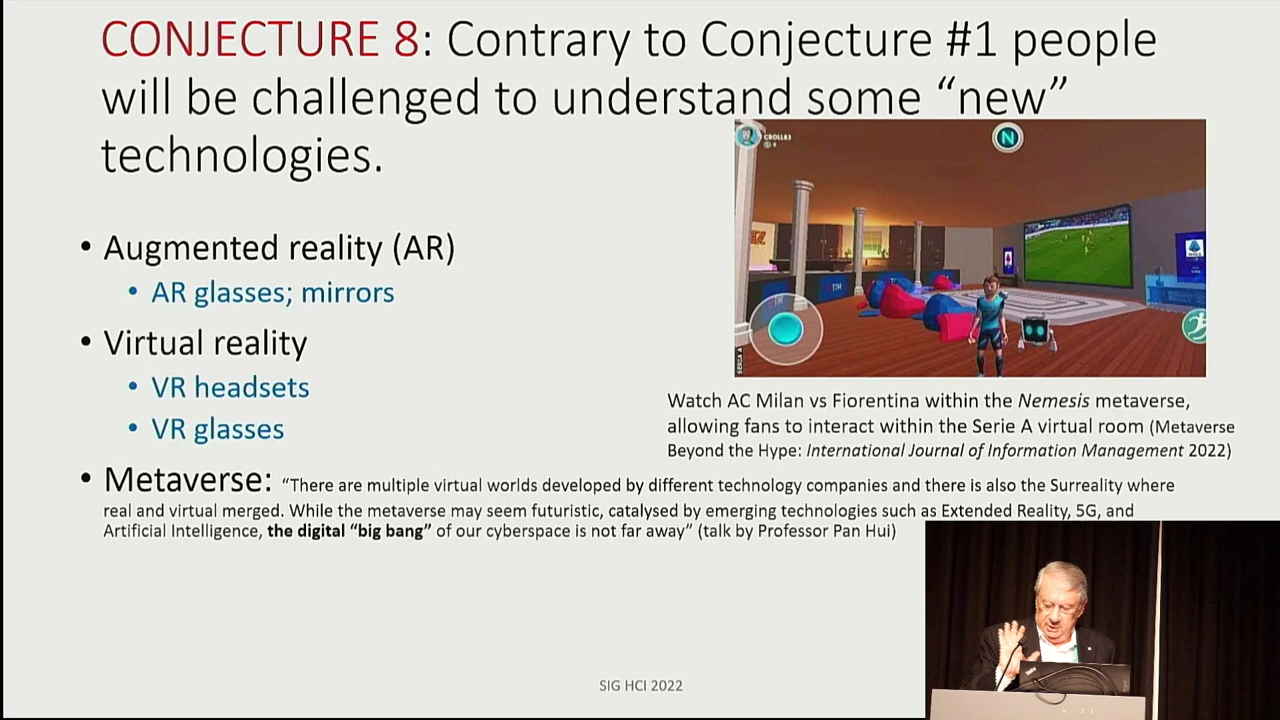 CONJECTURE 8: Contrary to Conjecture #1 people
will be challenged to understand some “new”
technologies.
CROLL83
N
TIM
TIM
• Augmented reality (AR)
• AR glasses; mirrors
• Virtual reality
• VR headsets
• VR glasses
Watch AC Milan vs Fiorentina within the Nemesis metaverse,
allowing fans to interact within the Serie A virtual room (Metaverse
Beyond the Hype: International Journal of Information Management 2022)
• Metaverse: “There are multiple virtual worlds developed by different technology companies and there is also the Surreality where
real and virtual merged. While the metaverse may seem futuristic, catalysed by emerging technologies such as Extended Reality, 5G, and
Artificial Intelligence, the digital “big bang” of our cyberspace is not far away” (talk by Professor Pan Hui)
SIG HCI 2022